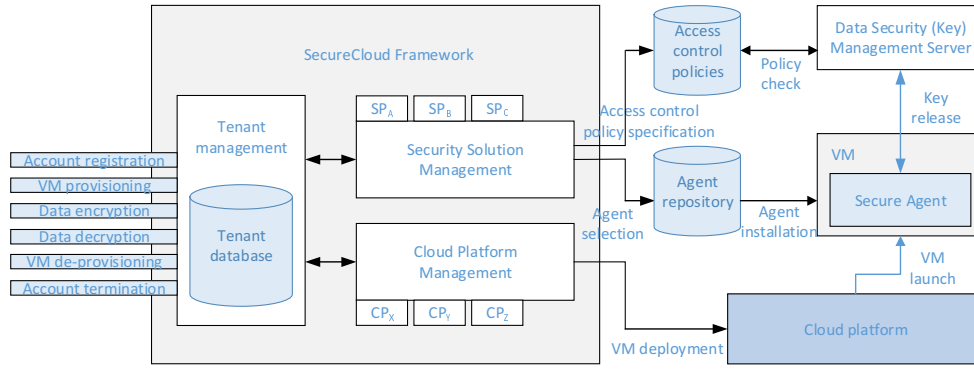 SecureCloud Framework
Account registration
VM provisioning
Data encryption
Data decryption
VM de-provisioning
Account termination
Tenant
management
Tenant
database
SPA
SPB
SPC
Security Solution
Management
Cloud Platform
Management
CPX
CPY
CPZ
Access control
policy specification
Agent
selection
VM deployment
Access
control
policies
Policy
check
Data Security (Key)
Management Server
Key
release
Agent
repository
Agent
installation
VM
Secure Agent
VM
launch
Cloud platform